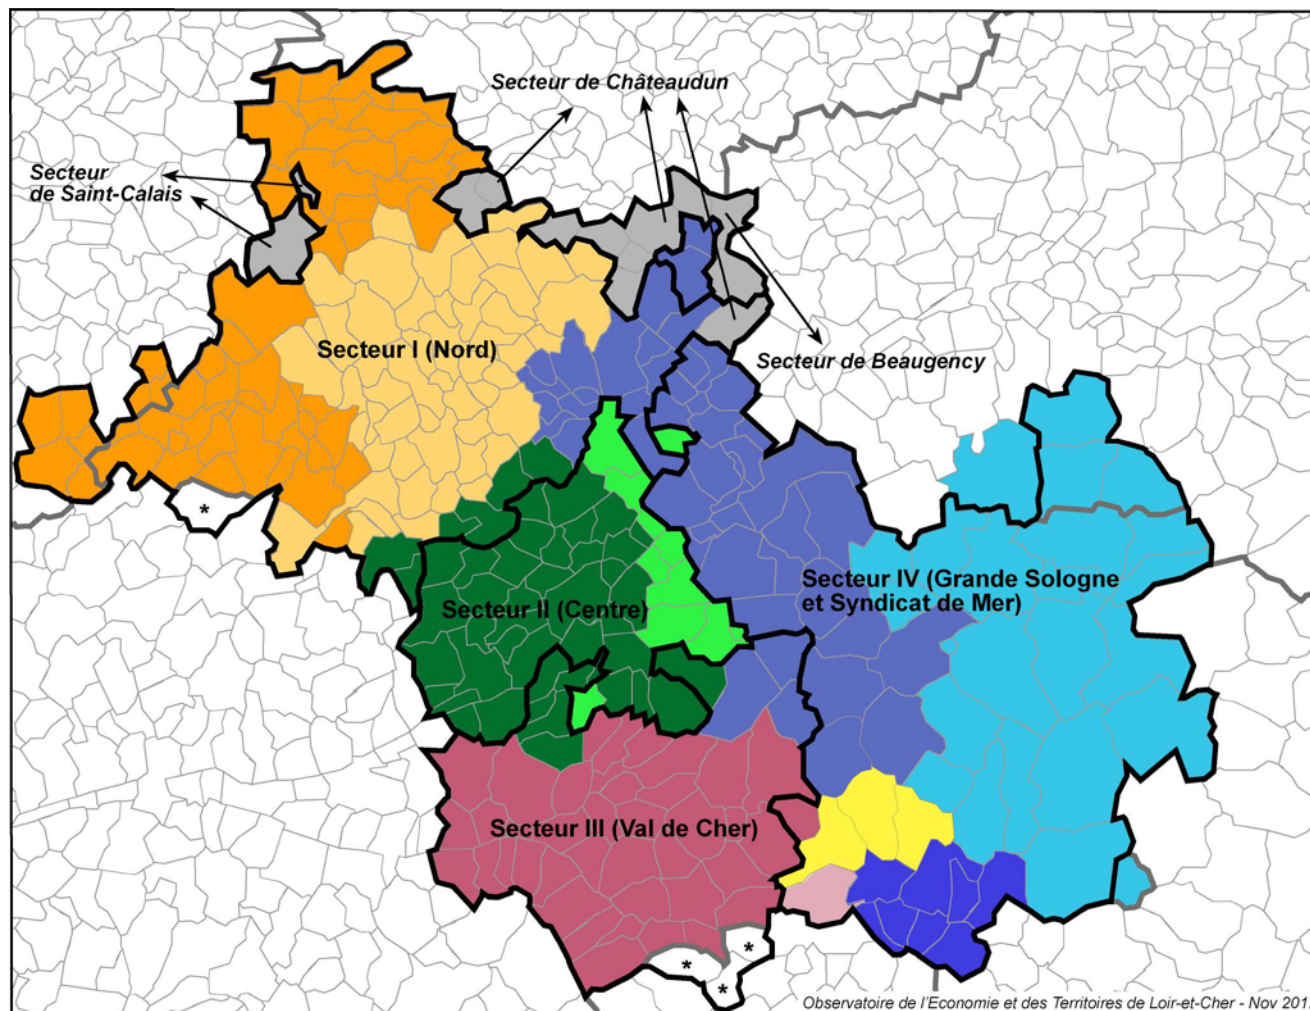 Secteur de Châteaudun
Secteur
de Saint-Calais
Secteur I (Nord)
Secteur de Beaugency
*
Secteur IV (Grande Sologne
et Syndicat de Mer)
Secteur II (Centre)
Secteur III (Val de Cher)
*
*
*
Observatoire de l'Economie et des Territoires de Loir-et-Cher - Nov